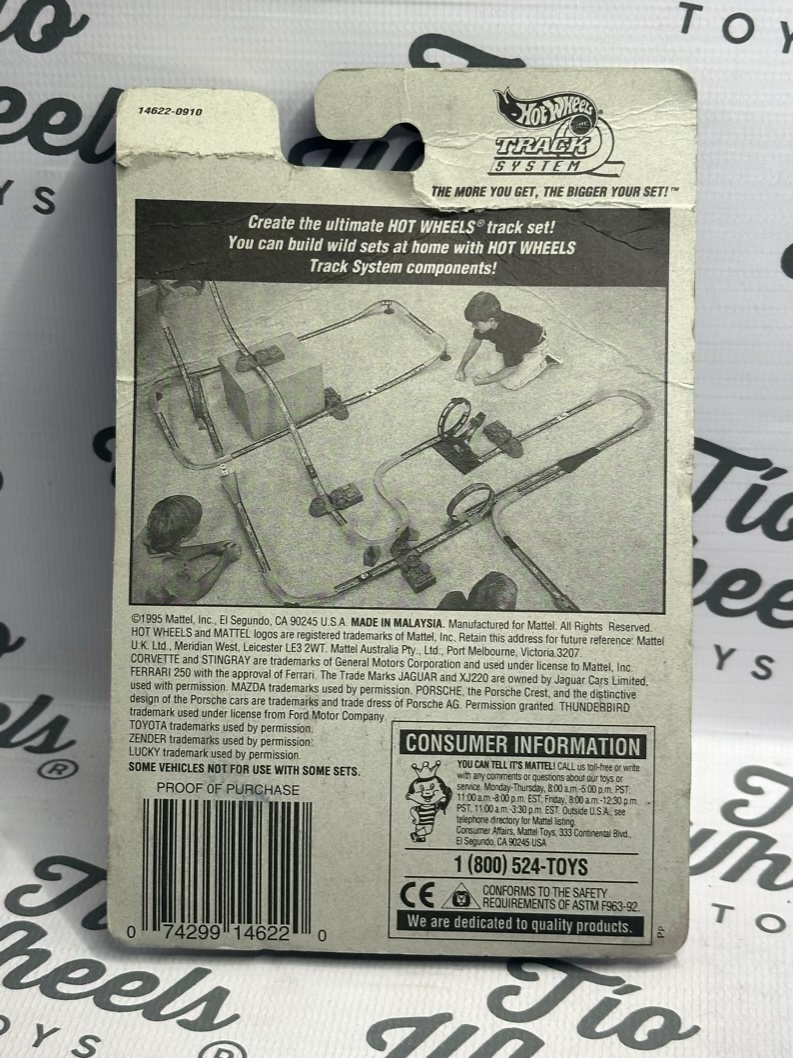 TOY
14622-0910
HOT WHEELS
TRACK
SYSTEM
THE MORE YOU GET, THE BIGGER YOUR SET!™
Create the ultimate HOT WHEELS® track set!
You can build wild sets at home with HOT WHEELS
Track System components!
©1995 Mattel, Inc., El Segundo, CA 90245 U.S.A. MADE IN MALAYSIA. Manufactured for Mattel. All Rights Reserved.
HOT WHEELS and MATTEL logos are registered trademarks of Mattel, Inc. Retain this address for future reference: Mattel
U.K. Ltd., Meridian West, Leicester LE3 2WT. Mattel Australia Pty., Ltd., Port Melbourne, Victoria.3207.
CORVETTE and STINGRAY are trademarks of General Motors Corporation and used under license to Mattel, Inc.
FERRARI 250 with the approval of Ferrari. The Trade Marks JAGUAR and XJ220 are owned by Jaguar Cars Limited,
used with permission. MAZDA trademarks used by permission. PORSCHE, the Porsche Crest, and the distinctive
design of the Porsche cars are trademarks and trade dress of Porsche AG. Permission granted. THUNDERBIRD
trademark used under license from Ford Motor Company
TOYOTA trademarks used by permission.
ZENDER trademarks used by permission.
LUCKY trademark used by permission.
SOME VEHICLES NOT FOR USE WITH SOME SETS.
PROOF OF PURCHASE
0 74299 14622 0
CONSUMER INFORMATION
YOU CAN TELL IT'S MATTEL! CALL us toll-free or write
with any comments or questions about our toys or
service, Monday-Thursday, 8:00 a.m.-5:00 p.m. PST,
11:00 a.m.-8:00 p.m. EST, Friday, 8:00 a.m.-12:30 p.m.
PST, 11:00 a.m.-3:30 p.m. EST. Outside U.S.A., see
telephone directory for Mattel listing.
Consumer Affairs, Mattel Toys, 333 Continental Blvd.,
El Segundo, CA 90245 USA
1 (800) 524-TOYS
CE
CONFORMS TO THE SAFETY
REQUIREMENTS OF ASTM F963-92.
We are dedicated to quality products.
PP
Tío
Wheels
TOYS
®
Tío